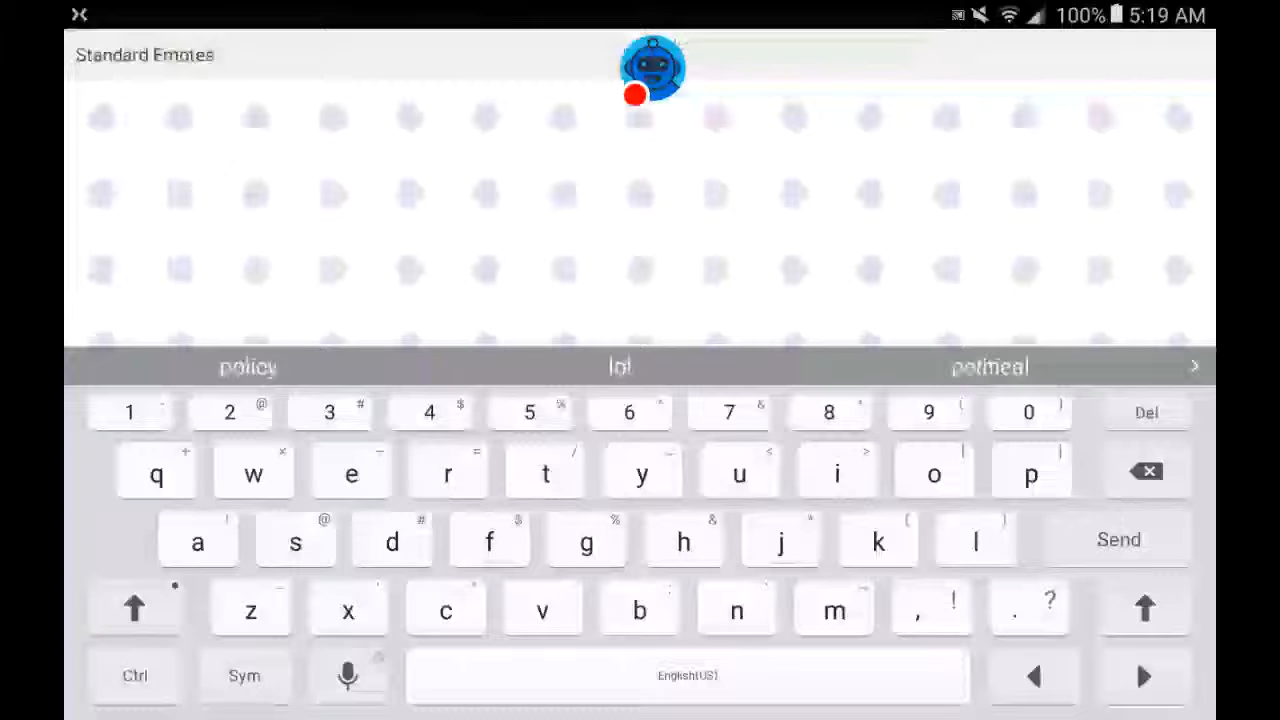 100% 5:19 AM
Standard Emotes
policy lol
1 2 @ 3 # 4 $ 5 % 6 ^ 7 & 8 * 9 ( 0 ) Del
q + w × e r = t / y _ u < i > o p
a ! s @ d # f $ g % h & j * k ( l ) Send
z x c v b n m , ! . ?
Ctrl Sym English(US)